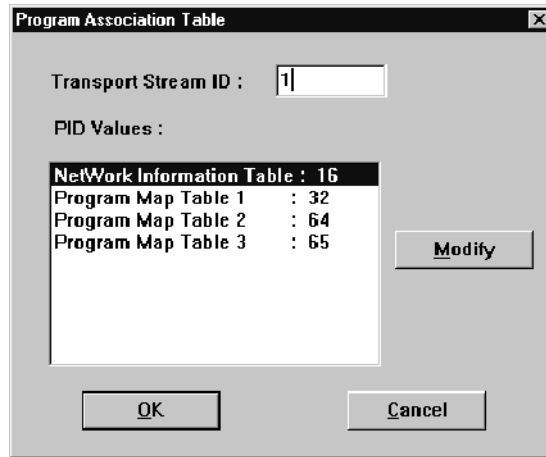 Program Association Table
Transport Stream ID : 1
PID Values :
NetWork Information Table : 16
Program Map Table 1 : 32
Program Map Table 2 : 64
Program Map Table 3 : 65
Modify
OK
Cancel